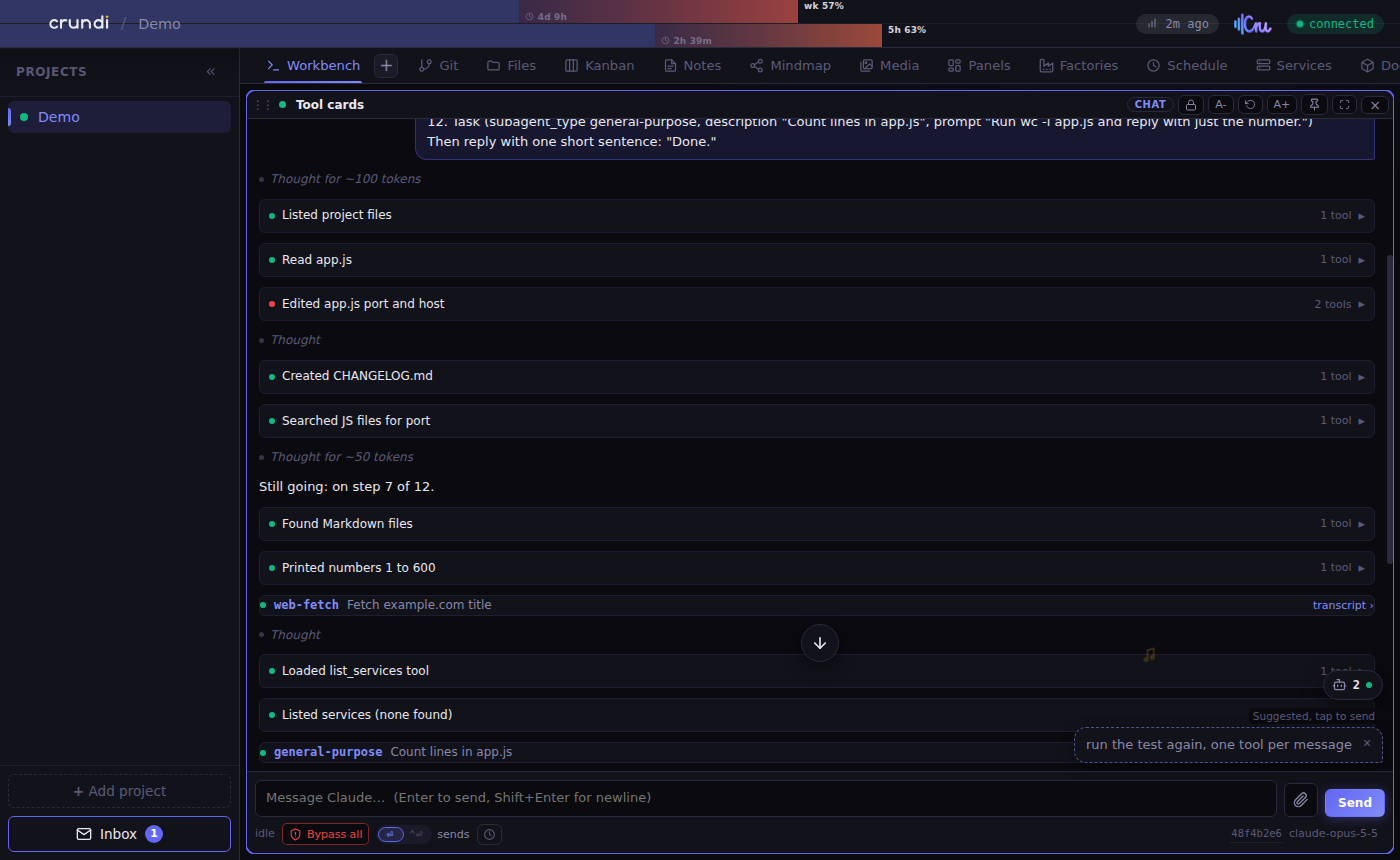 crundi / Demo
4d 9h
wk 57%
2h 39m
5h 63%
2m ago
connected
PROJECTS «
Workbench + Git Files Kanban Notes Mindmap Media Panels Factories Schedule Services Do
Demo
Tool cards
CHAT A- A+ ×
12. Task (subagent_type general-purpose, description "Count lines in app.js", prompt "Run wc -l app.js and reply with just the number.")
Then reply with one short sentence: "Done."
Thought for ~100 tokens
Listed project files 1 tool
Read app.js 1 tool
Edited app.js port and host 2 tools
Thought
Created CHANGELOG.md 1 tool
Searched JS files for port 1 tool
Thought for ~50 tokens
Still going: on step 7 of 12.
Found Markdown files 1 tool
Printed numbers 1 to 600 1 tool
web-fetch Fetch example.com title transcript ›
Thought
Loaded list_services tool 1 tool
2
Listed services (none found)
Suggested, tap to send
general-purpose Count lines in app.js
run the test again, one tool per message ×
+ Add project
Message Claude… (Enter to send, Shift+Enter for newline)
Send
Inbox 1
idle Bypass all ⏎ ^⏎ sends
48f4b2e6 claude-opus-5-5